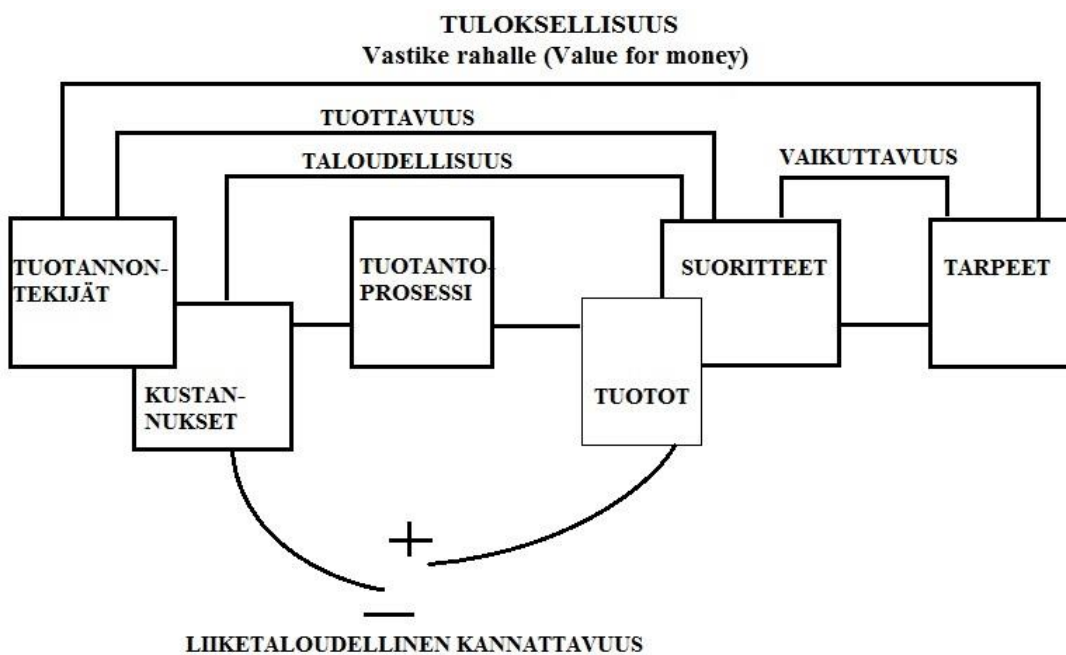 TULOKSELLISUUS
Vastike rahalle (Value for money)
TUOTTAVUUS
TALOUDELLISUUS
VAIKUTTAVUUS
TUOTANNON-
TEKIJÄT
TUOTANTO-
PROSESSI
SUORITTEET
TARPEET
KUSTAN-
NUKSET
TUOTOT
+
—
LIIKETALOUDELLINEN KANNATTAVUUS